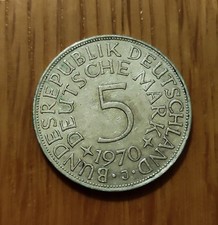 BUNDESREPUBLIK DEUTSCHLAND
5
DEUTSCHE MARK
1970
J